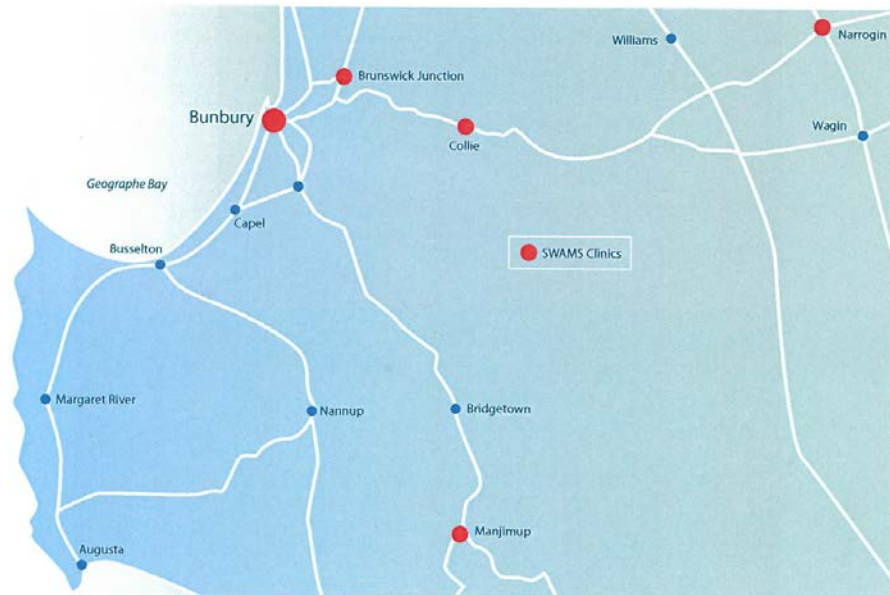 Williams
Narrogin
Brunswick Junction
Bunbury
Wagin
Collie
Geographe Bay
Capel
Busselton
SWAMS Clinics
Margaret River
Nannup
Bridgetown
Manjimup
Augusta